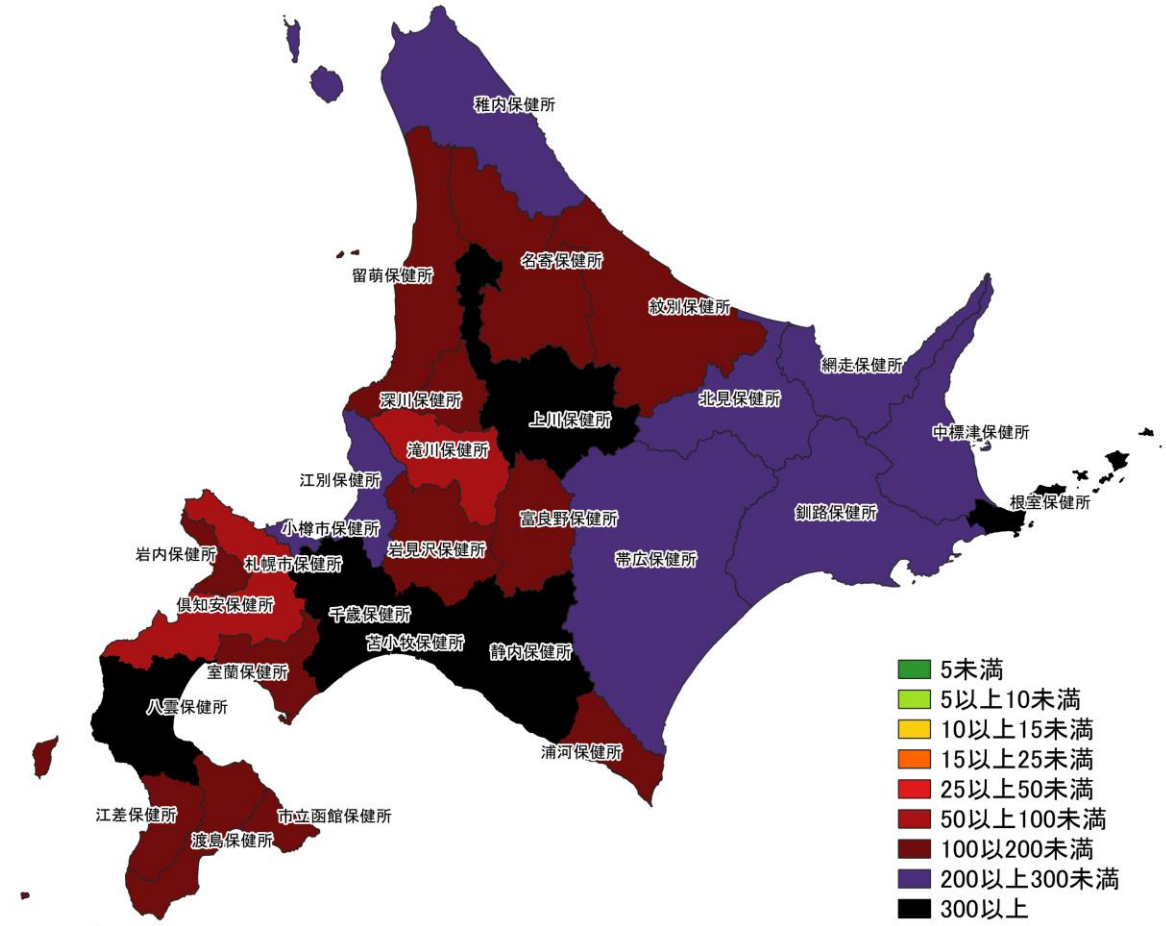 稚内保健所
名寄保健所
留萌保健所
紋別保健所
網走保健所
北見保健所
深川保健所
上川保健所
中標津保健所
滝川保健所
江別保健所
根室保健所
釧路保健所
富良野保健所
小樽市保健所
岩見沢保健所
岩内保健所
札幌市保健所
帯広保健所
倶知安保健所
千歳保健所
苫小牧保健所
静内保健所
室蘭保健所
八雲保健所
浦河保健所
江差保健所
市立函館保健所
渡島保健所
5未満
5以上10未満
10以上15未満
15以上25未満
25以上50未満
50以上100未満
100以200未満
200以上300未満
300以上